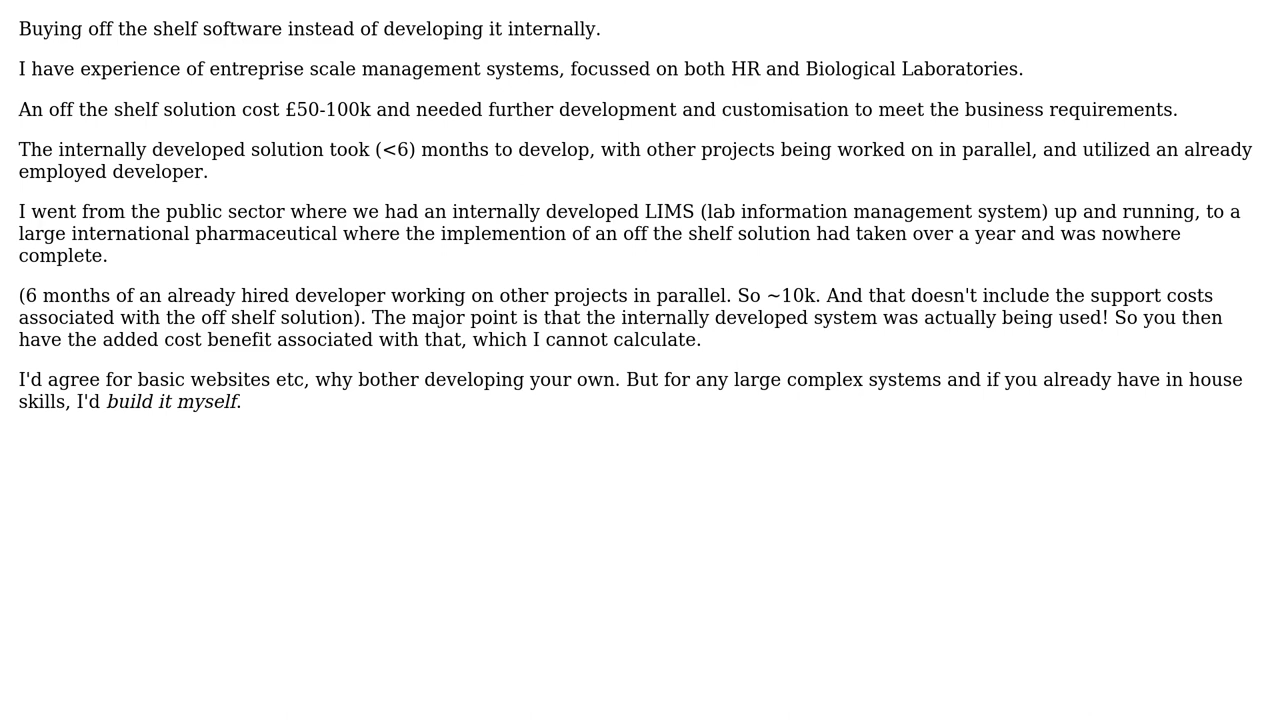 Buying off the shelf software instead of developing it internally.
I have experience of entreprise scale management systems, focussed on both HR and Biological Laboratories.
An off the shelf solution cost £50-100k and needed further development and customisation to meet the business requirements.
The internally developed solution took (<6) months to develop, with other projects being worked on in parallel, and utilized an already
employed developer.
I went from the public sector where we had an internally developed LIMS (lab information management system) up and running, to a
large international pharmaceutical where the implemention of an off the shelf solution had taken over a year and was nowhere
complete.
(6 months of an already hired developer working on other projects in parallel. So ~10k. And that doesn't include the support costs
associated with the off shelf solution). The major point is that the internally developed system was actually being used! So you then
have the added cost benefit associated with that, which I cannot calculate.
I'd agree for basic websites etc, why bother developing your own. But for any large complex systems and if you already have in house
skills, I'd build it myself.